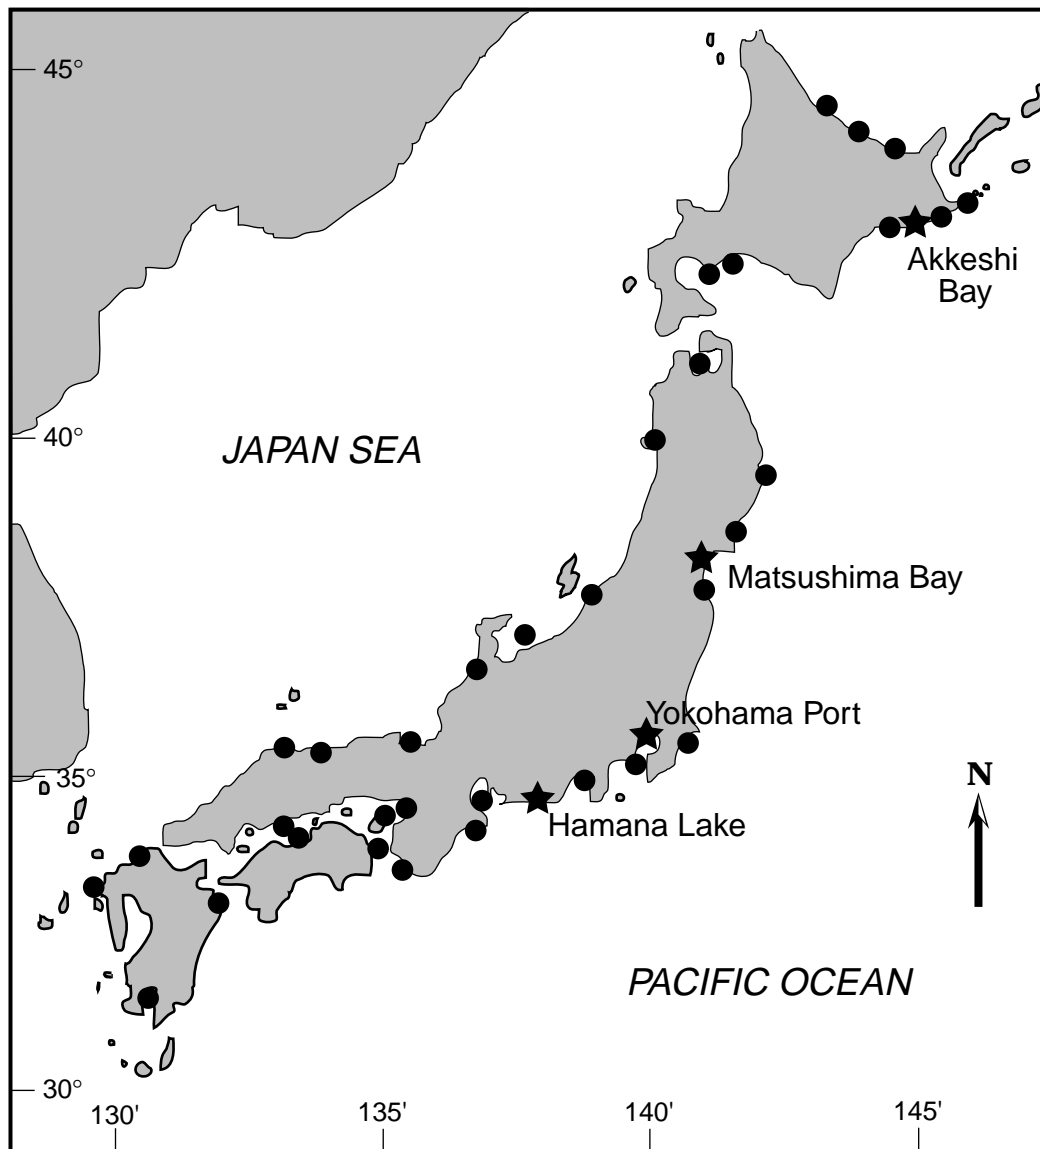 45°
Akkeshi
Bay
40°
JAPAN SEA
Matsushima Bay
Yokohama Port
35°
N
Hamana Lake
PACIFIC OCEAN
30°
130'
135'
140'
145'